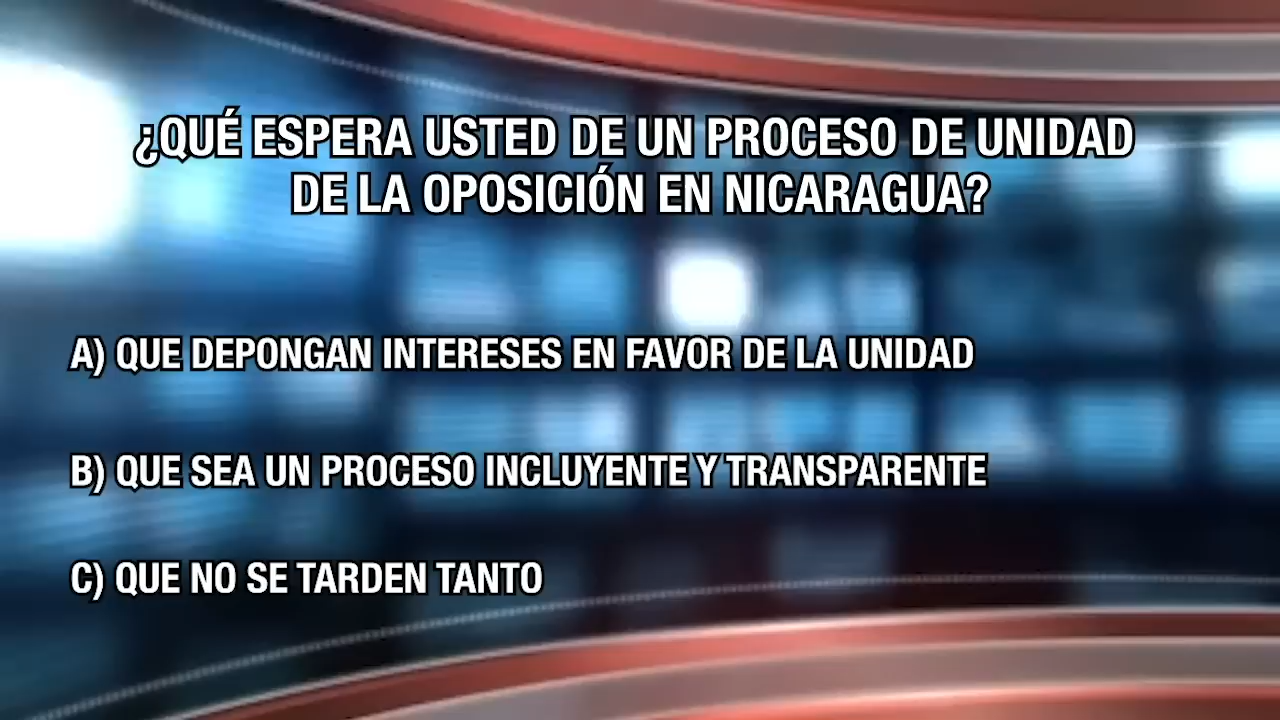 ¿QUÉ ESPERA USTED DE UN PROCESO DE UNIDAD
DE LA OPOSICIÓN EN NICARAGUA?
A) QUE DEPONGAN INTERESES EN FAVOR DE LA UNIDAD
B) QUE SEA UN PROCESO INCLUYENTE Y TRANSPARENTE
C) QUE NO SE TARDEN TANTO